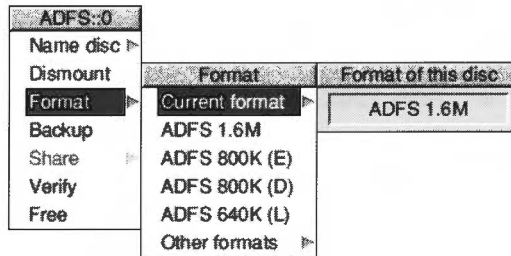 ADFS::0
Name disc
Dismount
Format
Backup
Share
Verify
Free
Format
Current format
ADFS 1.6M
ADFS 800K (E)
ADFS 800K (D)
ADFS 640K (L)
Other formats
Format of this disc
ADFS 1.6M